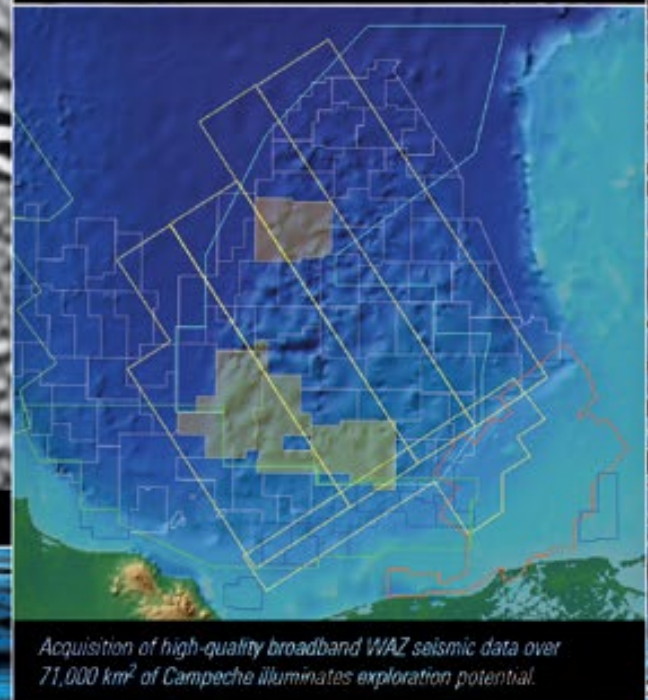 Acquisition of high-quality broadband WAZ seismic data over
71,000 km² of Campeche illuminates exploration potential.